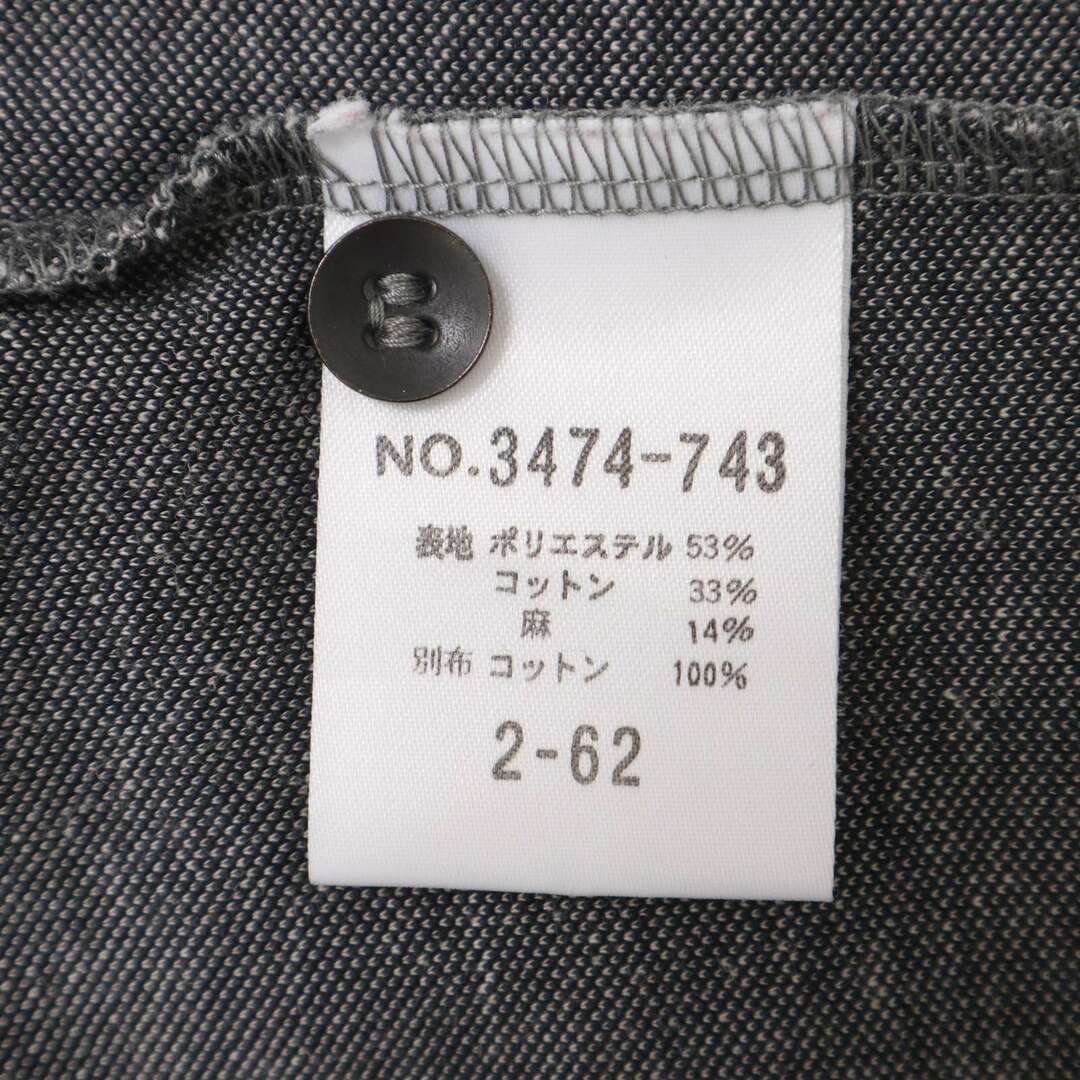 NO.3474-743
表地 ポリエステル 53%
コットン 33%
麻 14%
別布 コットン 100%
2-62